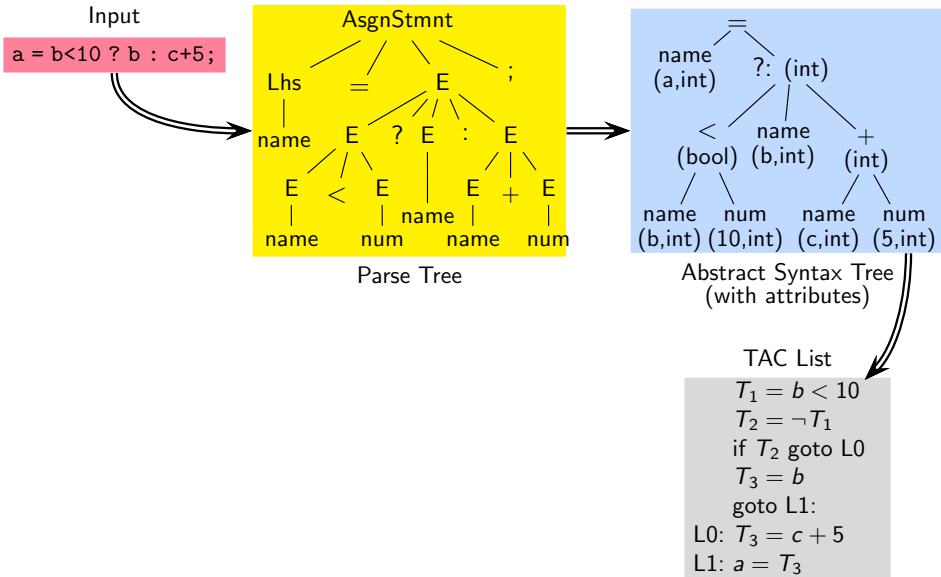 Input
a = b<10 ? b : c+5;
AsgnStmnt
Lhs = E ;
name E ? E : E
E < E name E + E
name num name num
Parse Tree
=
name ?: (int)
(a,int)
< name +
(bool) (b,int) (int)
name num name num
(b,int) (10,int) (c,int) (5,int)
Abstract Syntax Tree
(with attributes)
TAC List
T₁ = b < 10
T₂ = ¬T₁
if T₂ goto L0
T₃ = b
goto L1:
L0: T₃ = c + 5
L1: a = T₃